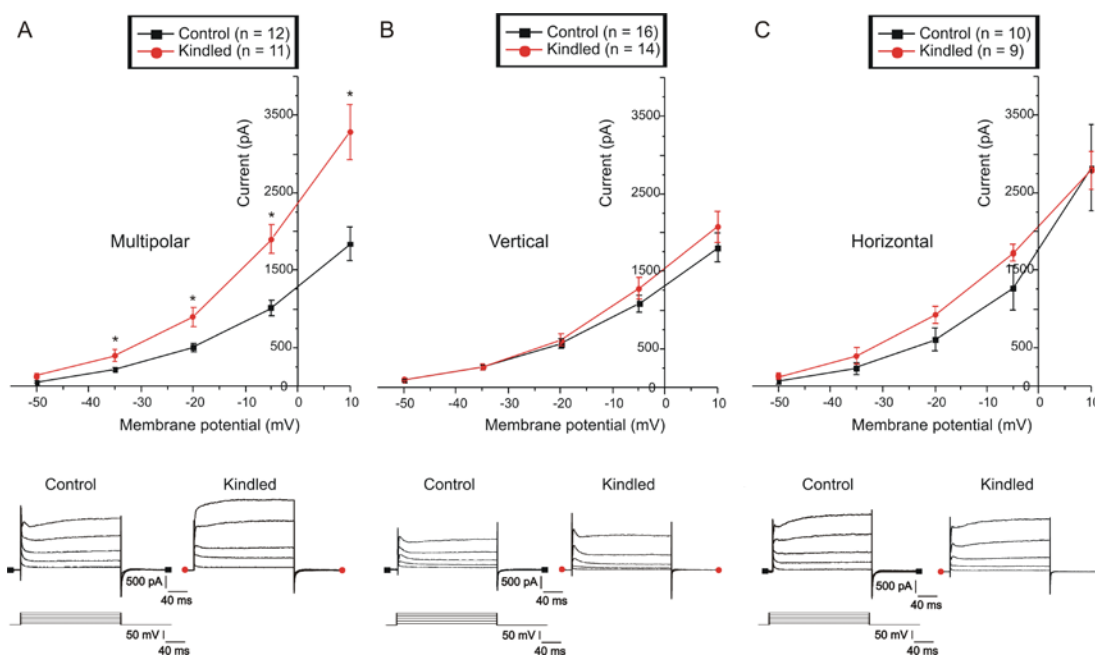 A
Control (n = 12)
Kindled (n = 11)
Current (pA)
3500
2500
1500
500
0
Multipolar
* * * * *
-50 -40 -30 -20 -10 0 10
Membrane potential (mV)
Control
Kindled
500 pA
40 ms
50 mV
40 ms
B
Control (n = 16)
Kindled (n = 14)
Current (pA)
3500
2500
1500
500
0
Vertical
-50 -40 -30 -20 -10 0 10
Membrane potential (mV)
Control
Kindled
500 pA
40 ms
50 mV
40 ms
C
Control (n = 10)
Kindled (n = 9)
Current (pA)
3500
2500
1500
500
0
Horizontal
-50 -40 -30 -20 -10 0 10
Membrane potential (mV)
Control
Kindled
500 pA
40 ms
50 mV
40 ms